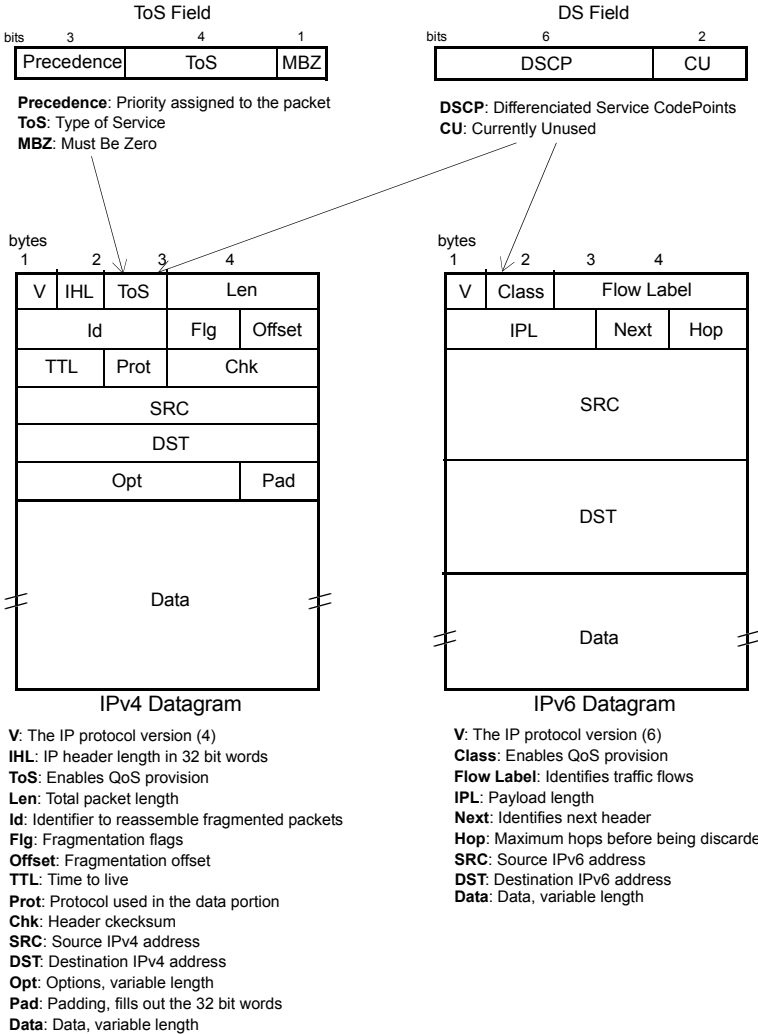 ToS Field
bits 3 4 1
Precedence ToS MBZ
Precedence: Priority assigned to the packet
ToS: Type of Service
MBZ: Must Be Zero
DS Field
bits 6 2
DSCP CU
DSCP: Differenciated Service CodePoints
CU: Currently Unused
bytes
1 2 3 4
V IHL ToS Len
Id Flg Offset
TTL Prot Chk
SRC
DST
Opt Pad
Data
IPv4 Datagram
V: The IP protocol version (4)
IHL: IP header length in 32 bit words
ToS: Enables QoS provision
Len: Total packet length
Id: Identifier to reassemble fragmented packets
Flg: Fragmentation flags
Offset: Fragmentation offset
TTL: Time to live
Prot: Protocol used in the data portion
Chk: Header ckecksum
SRC: Source IPv4 address
DST: Destination IPv4 address
Opt: Options, variable length
Pad: Padding, fills out the 32 bit words
Data: Data, variable length
bytes
1 2 3 4
V Class Flow Label
IPL Next Hop
SRC
DST
Data
IPv6 Datagram
V: The IP protocol version (6)
Class: Enables QoS provision
Flow Label: Identifies traffic flows
IPL: Payload length
Next: Identifies next header
Hop: Maximum hops before being discarde
SRC: Source IPv6 address
DST: Destination IPv6 address
Data: Data, variable length